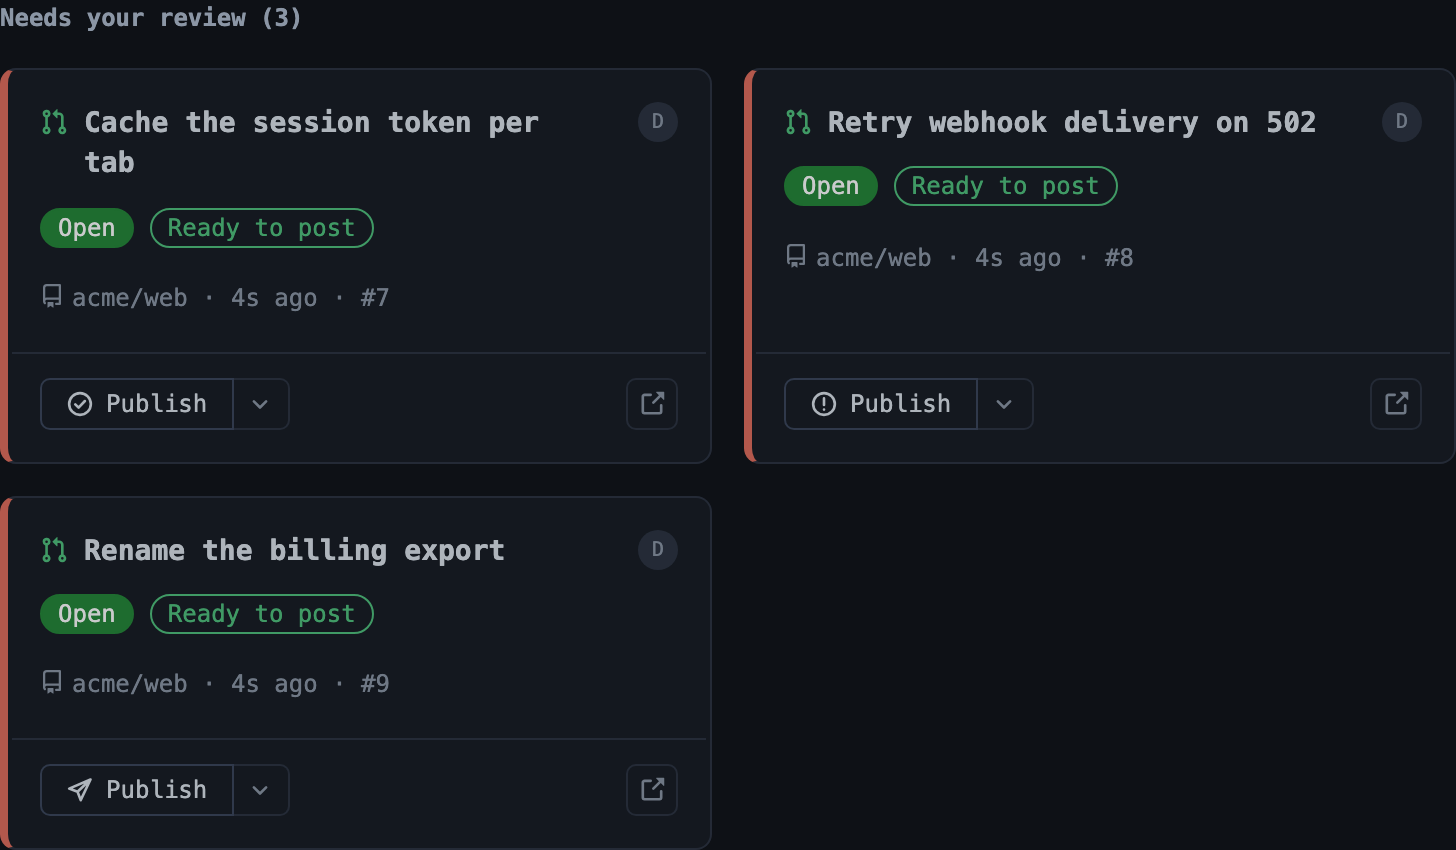 Needs your review (3)
Cache the session token per
tab
D
Open
Ready to post
acme/web · 4s ago · #7
Publish
Retry webhook delivery on 502
D
Open
Ready to post
acme/web · 4s ago · #8
Publish
Rename the billing export
D
Open
Ready to post
acme/web · 4s ago · #9
Publish